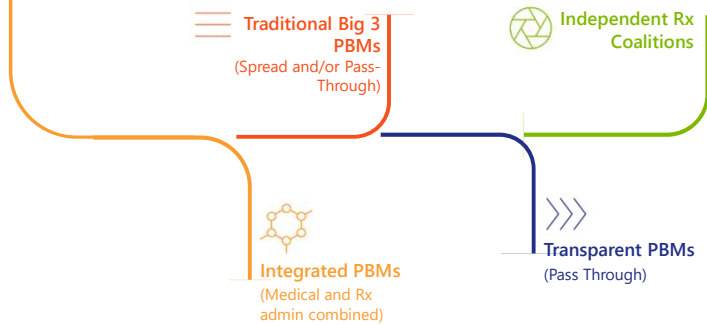 Traditional Big 3
PBMs
(Spread and/or Pass-
Through)
Independent Rx
Coalitions
Integrated PBMs
(Medical and Rx
admin combined)
Transparent PBMs
(Pass Through)